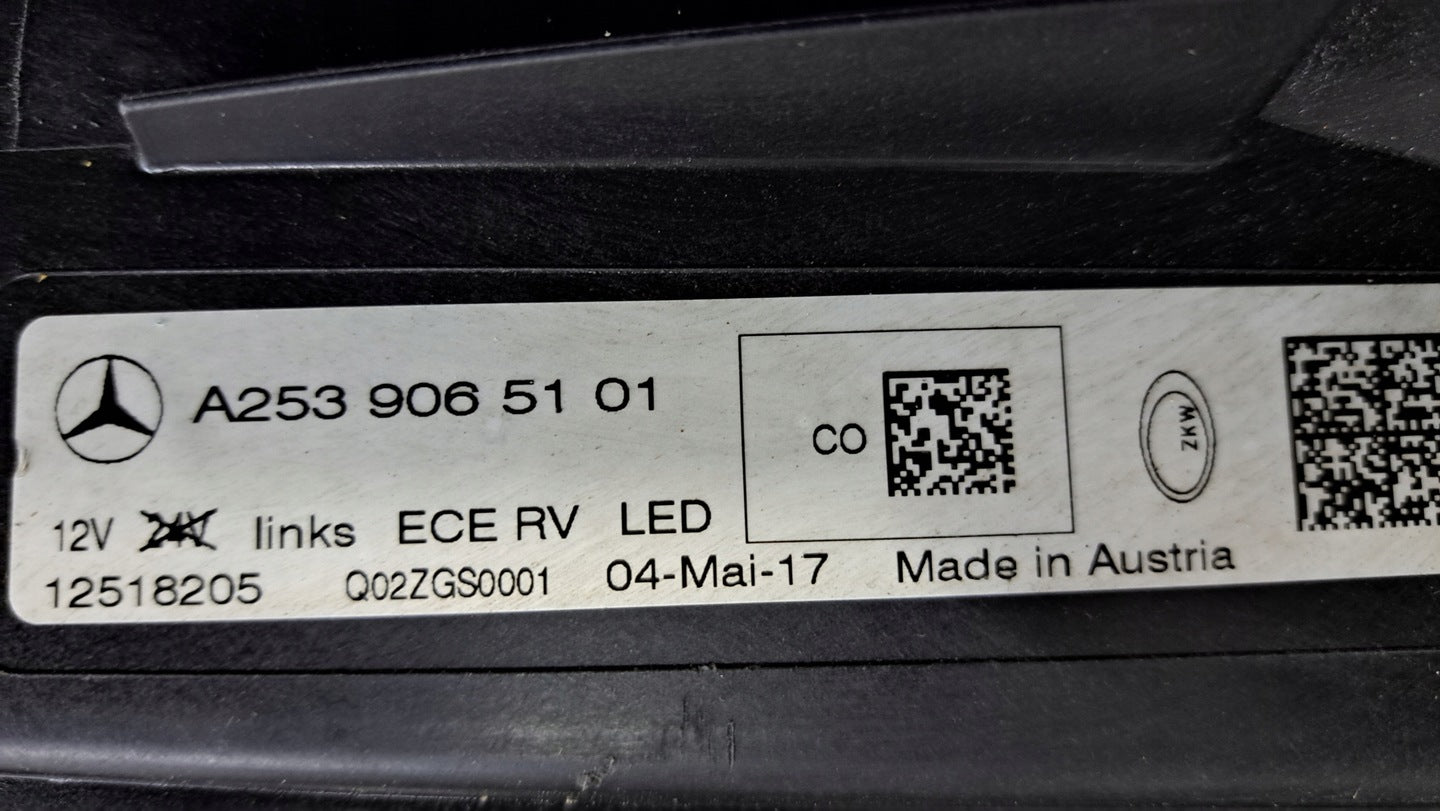 A253 906 51 01
CO
ZKW
12V 24V links ECE RV LED
12518205 Q02ZGS0001 04-Mai-17 Made in Austria